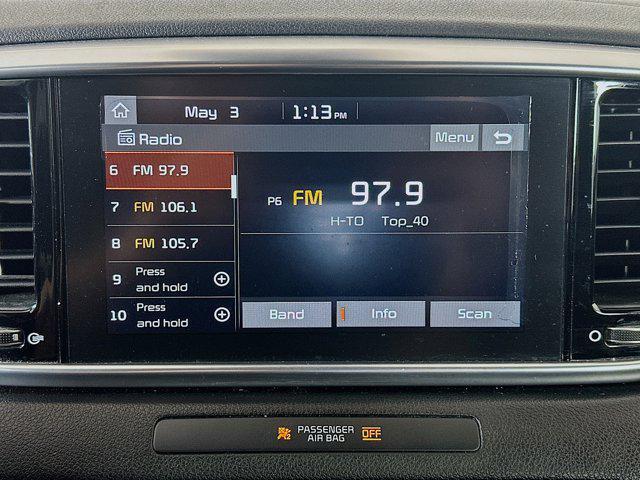 May 3 1:13 PM
Radio Menu
6 FM 97.9
7 FM 106.1
8 FM 105.7
9 Press and hold
10 Press and hold
P6 FM 97.9
H-TO Top_40
Band Info Scan
PASSENGER
AIR BAG OFF